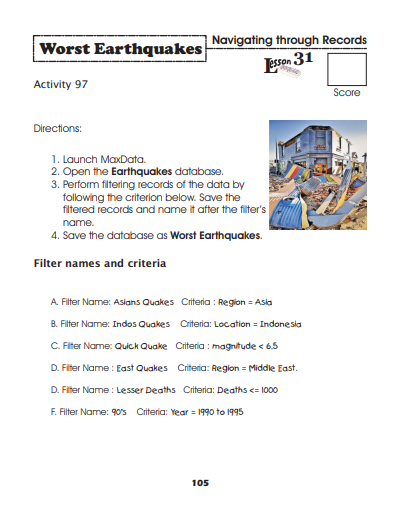 Navigating through Records
Worst Earthquakes
Lesson 31
Score
Activity 97
Directions:
1. Launch MaxData.
2. Open the Earthquakes database.
3. Perform filtering records of the data by
following the criterion below. Save the
filtered records and name it after the filter's
name.
4. Save the database as Worst Earthquakes.
Filter names and criteria
A. Filter Name: Asians Quakes Criteria : Region = Asia
B. Filter Name: Indos Quakes Criteria: Location = Indonesia
C. Filter Name: Quick Quake Criteria : magnitude < 6.5
D. Filter Name : East Quakes Criteria: Region = Middle East.
D. Filter Name : Lesser Deaths Criteria: Deaths <= 1000
F. Filter Name: 90's Criteria: Year = 1990 to 1995
105